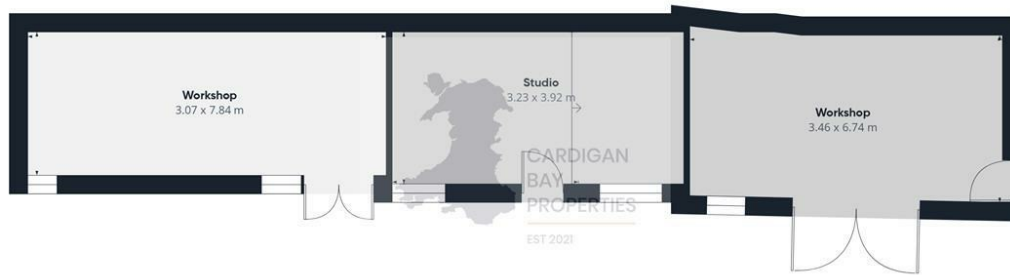 Workshop
3.07 x 7.84 m
Studio
3.23 x 3.92 m
Workshop
3.46 x 6.74 m
CARDIGAN
BAY
PROPERTIES
EST 2021